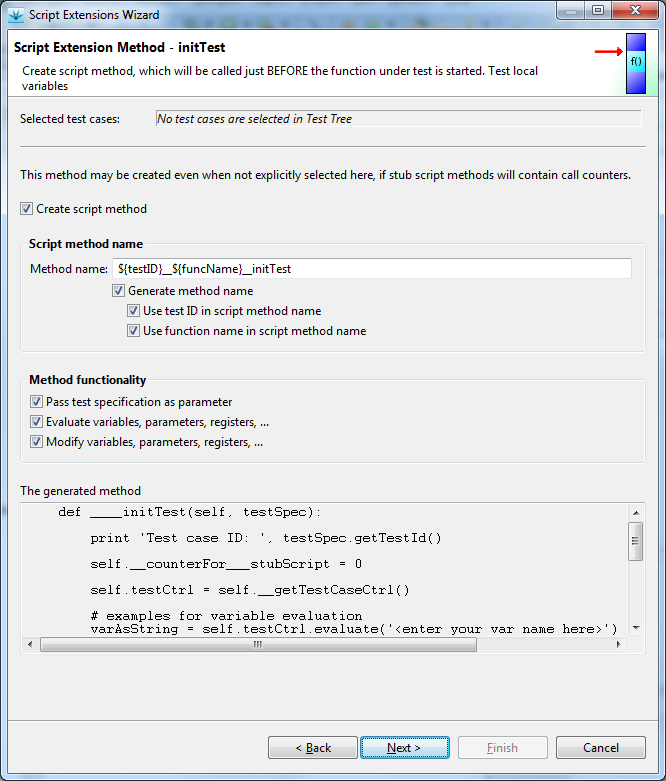 Script Extensions Wizard
Script Extension Method - initTest
Create script method, which will be called just BEFORE the function under test is started. Test local
variables
f()
Selected test cases: No test cases are selected in Test Tree
This method may be created even when not explicitly selected here, if stub script methods will contain call counters.
Create script method
Script method name
Method name: ${testID}__${funcName}__initTest
Generate method name
Use test ID in script method name
Use function name in script method name
Method functionality
Pass test specification as parameter
Evaluate variables, parameters, registers, ...
Modify variables, parameters, registers, ...
The generated method
def ____initTest(self, testSpec):
print 'Test case ID: ', testSpec.getTestId()
self.__counterFor___stubScript = 0
self.testCtrl = self.__getTestCaseCtrl()
# examples for variable evaluation
varAsString = self.testCtrl.evaluate('<enter your var name here>')
< Back Next > Finish Cancel